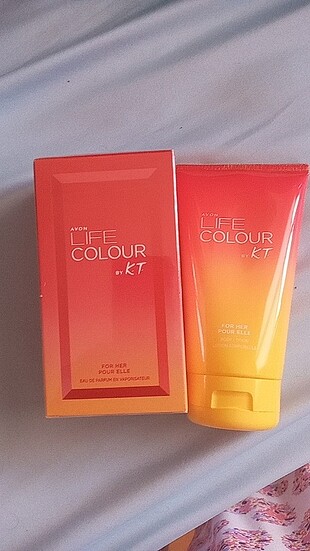 AVON
LIFE
COLOUR
BY KT
FOR HER
POUR ELLE
EAU DE PARFUM EN VAPORISATEUR
AVON
LIFE
COLOUR
BY KT
FOR HER
POUR ELLE